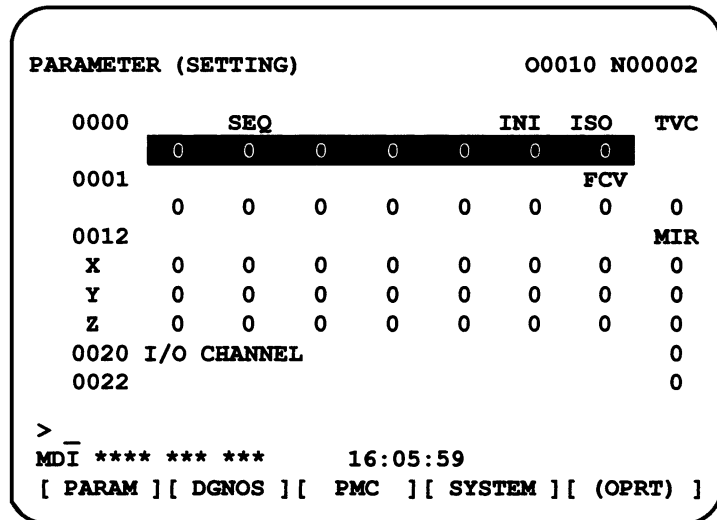 PARAMETER (SETTING) O0010 N00002
0000 SEQ INI ISO TVC
0 0 0 0 0 0 0
0001 FCV
0 0 0 0 0 0 0 0
0012 MIR
X 0 0 0 0 0 0 0 0
Y 0 0 0 0 0 0 0 0
Z 0 0 0 0 0 0 0 0
0020 I/O CHANNEL 0
0022 0
> _
MDI **** *** *** 16:05:59
[ PARAM ][ DGNOS ][ PMC ][ SYSTEM ][ (OPRT) ]